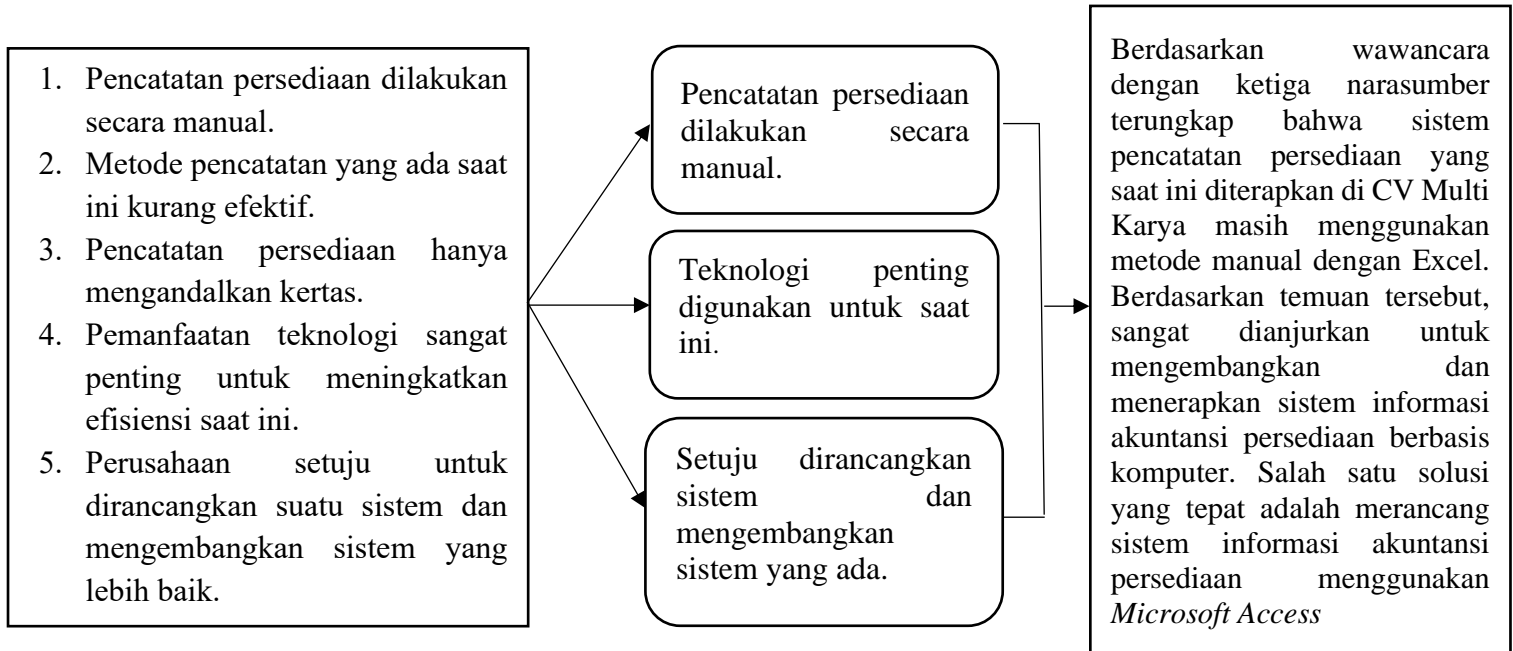 1. Pencatatan persediaan dilakukan
secara manual.
2. Metode pencatatan yang ada saat
ini kurang efektif.
3. Pencatatan persediaan hanya
mengandalkan kertas.
4. Pemanfaatan teknologi sangat
penting untuk meningkatkan
efisiensi saat ini.
5. Perusahaan setuju untuk
dirancangkan suatu sistem dan
mengembangkan sistem yang
lebih baik.
Pencatatan persediaan
dilakukan secara
manual.
Teknologi penting
digunakan untuk saat
ini.
Setuju dirancangkan
sistem dan
mengembangkan
sistem yang ada.
Berdasarkan wawancara
dengan ketiga narasumber
terungkap bahwa sistem
pencatatan persediaan yang
saat ini diterapkan di CV Multi
Karya masih menggunakan
metode manual dengan Excel.
Berdasarkan temuan tersebut,
sangat dianjurkan untuk
mengembangkan dan
menerapkan sistem informasi
akuntansi persediaan berbasis
komputer. Salah satu solusi
yang tepat adalah merancang
sistem informasi akuntansi
persediaan menggunakan
Microsoft Access